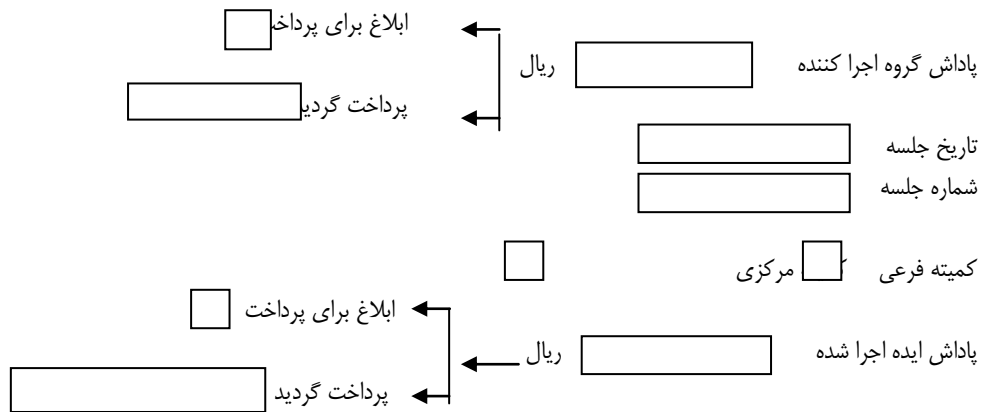 ابلاغ برای پرداخ
پاداش گروه اجرا کننده ریال
پرداخت گردید
تاریخ جلسه
شماره جلسه
کمیته فرعی مرکزی
ابلاغ برای پرداخت
پاداش ایده اجرا شده ریال
پرداخت گردید